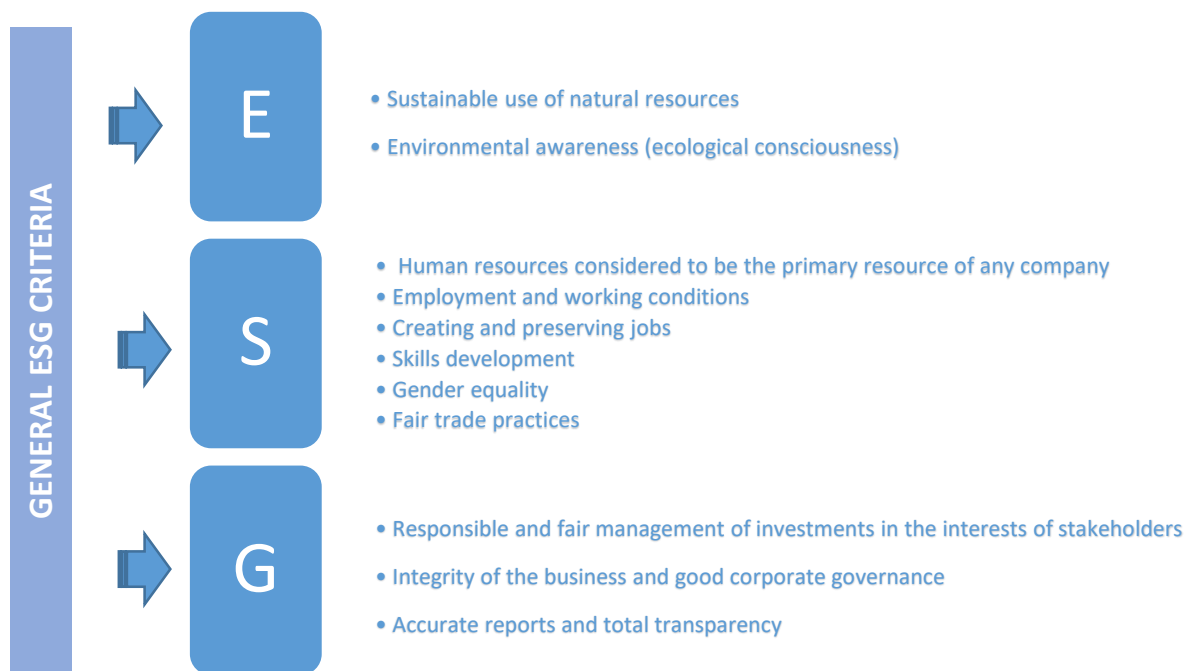 GENERAL ESG CRITERIA
E
• Sustainable use of natural resources
• Environmental awareness (ecological consciousness)
S
• Human resources considered to be the primary resource of any company
• Employment and working conditions
• Creating and preserving jobs
• Skills development
• Gender equality
• Fair trade practices
G
• Responsible and fair management of investments in the interests of stakeholders
• Integrity of the business and good corporate governance
• Accurate reports and total transparency